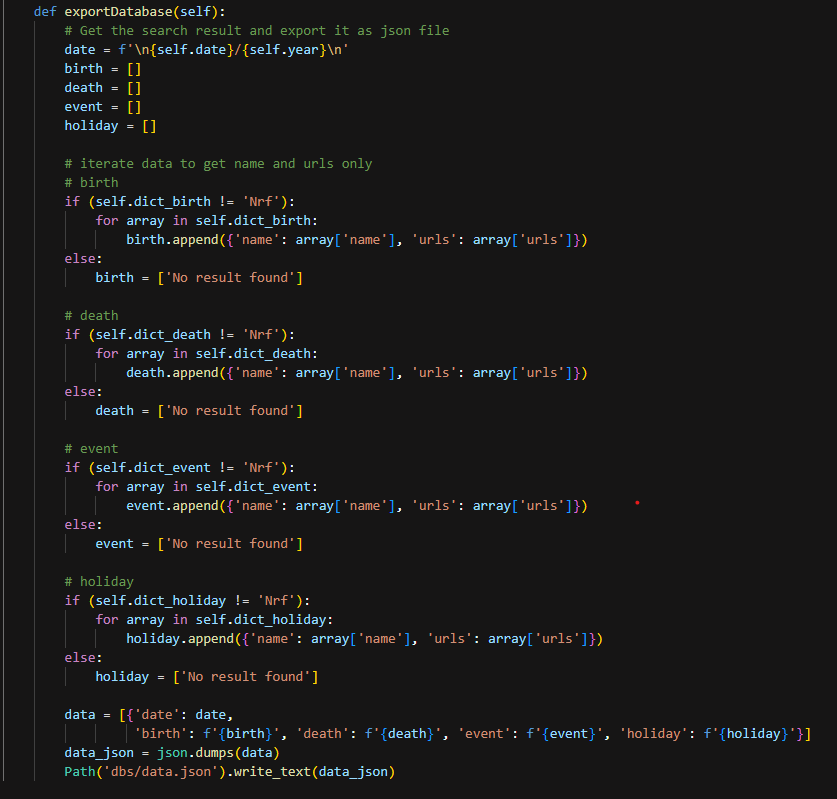 def exportDatabase(self):
    # Get the search result and export it as json file
    date = f'\n{self.date}/{self.year}\n'
    birth = []
    death = []
    event = []
    holiday = []

    # iterate data to get name and urls only
    # birth
    if (self.dict_birth != 'Nrf'):
        for array in self.dict_birth:
            birth.append({'name': array['name'], 'urls': array['urls']})
    else:
        birth = ['No result found']

    # death
    if (self.dict_death != 'Nrf'):
        for array in self.dict_death:
            death.append({'name': array['name'], 'urls': array['urls']})
    else:
        death = ['No result found']

    # event
    if (self.dict_event != 'Nrf'):
        for array in self.dict_event:
            event.append({'name': array['name'], 'urls': array['urls']})
    else:
        event = ['No result found']

    # holiday
    if (self.dict_holiday != 'Nrf'):
        for array in self.dict_holiday:
            holiday.append({'name': array['name'], 'urls': array['urls']})
    else:
        holiday = ['No result found']

    data = [{'date': date,
             'birth': f'{birth}', 'death': f'{death}', 'event': f'{event}', 'holiday': f'{holiday}'}]
    data_json = json.dumps(data)
    Path('dbs/data.json').write_text(data_json)